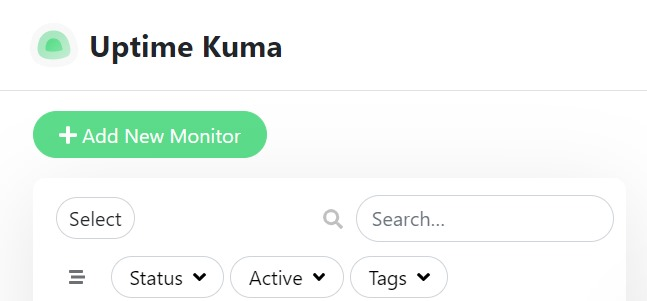 Uptime Kuma
Add New Monitor
Select
Search...
Status
Active
Tags